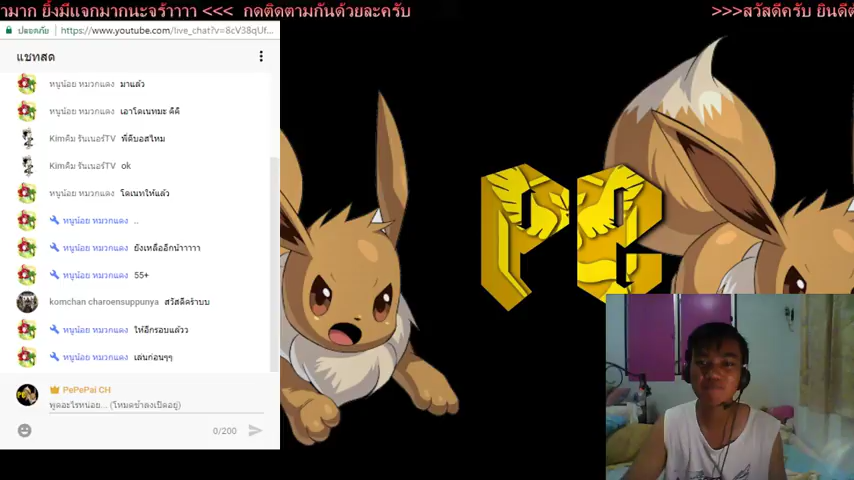 ามาก ยิ่งมีแจกมากนะจร้าาาา <<< กดติดตามกันด้วยละครับ
>>>สวัสดีครับ ยินดีต
ปลอดภัย https://www.youtube.com/live_chat?v=8cV38qUf...
แชทสด
หนูน้อย หมวกแดง มาแล้ว
หนูน้อย หมวกแดง เอาโดเนทมะ คึคึ
Kimคิม รันเนอร์TV พี่ตีบอสใหม
Kimคิม รันเนอร์TV ok
หนูน้อย หมวกแดง โดเนทให้แล้ว
หนูน้อย หมวกแดง ..
หนูน้อย หมวกแดง ยังเหลืออีกน้าาาาา
หนูน้อย หมวกแดง 55+
komchan charoensuppunya สวัสดีคร้าบบ
หนูน้อย หมวกแดง ให้อีกรอบแล้วว
หนูน้อย หมวกแดง เล่นก่อนๆๆ
PePePai CH
พูดอะไรหน่อย... (โหมดช้าลงเปิดอยู่)
0/200
PE